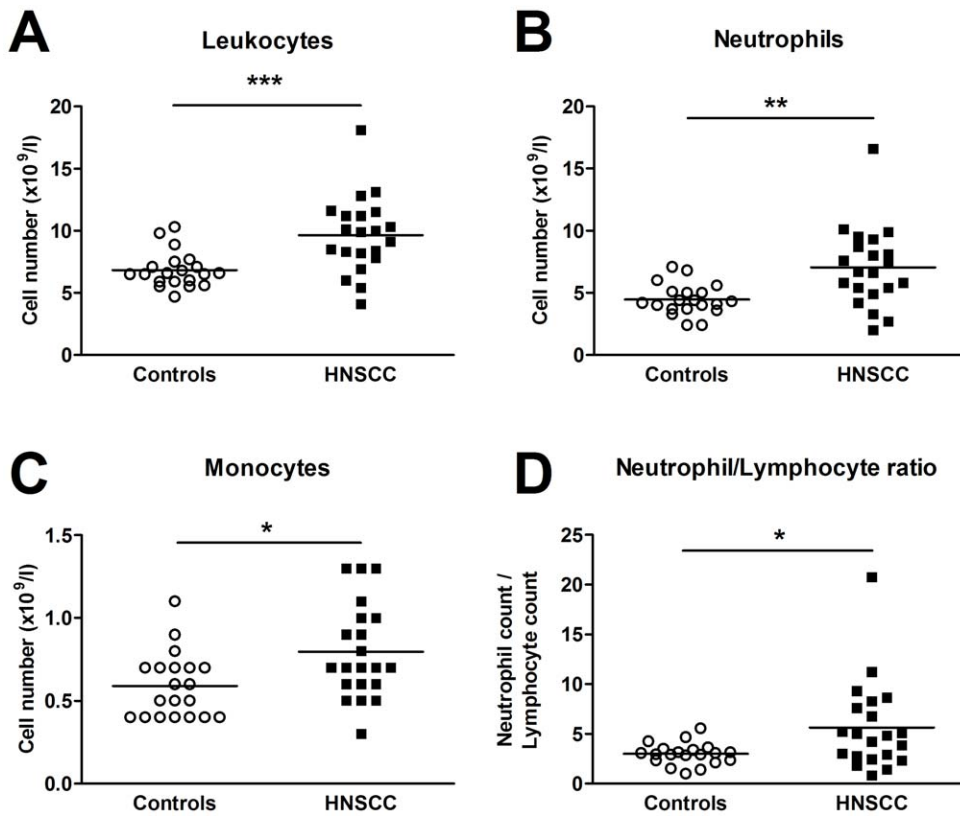 A
Leukocytes
***
Cell number (x10⁹/l)
20
15
10
5
0
Controls
HNSCC
B
Neutrophils
**
Cell number (x10⁹/l)
20
15
10
5
0
Controls
HNSCC
C
Monocytes
*
Cell number (x10⁹/l)
1.5
1.0
0.5
0.0
Controls
HNSCC
D
Neutrophil/Lymphocyte ratio
*
Neutrophil count /
Lymphocyte count
25
20
15
10
5
0
Controls
HNSCC